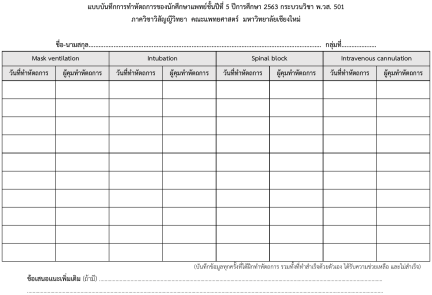 แบบบันทึกการทำหัตถการของนักศึกษาแพทย์ชั้นปีที่ 5 ปีการศึกษา 2563 กระบวนวิชา พ.วส. 501
ภาควิชาวิสัญญีวิทยา คณะแพทยศาสตร์ มหาวิทยาลัยเชียงใหม่
ชื่อ-นามสกุล........................................ กลุ่มที่....................
Mask ventilation Intubation Spinal block Intravenous cannulation
วันที่ทำหัตถการ ผู้คุมทำหัตถการ วันที่ทำหัตถการ ผู้คุมทำหัตถการ วันที่ทำหัตถการ ผู้คุมทำหัตถการ วันที่ทำหัตถการ ผู้คุมทำหัตถการ
(บันทึกข้อมูลทุกครั้งที่ได้ฝึกทำหัตถการ รวมทั้งที่ทำสำเร็จด้วยตัวเอง ได้รับความช่วยเหลือ และไม่สำเร็จ)
ข้อเสนอแนะเพิ่มเติม (ถ้ามี) ........................................